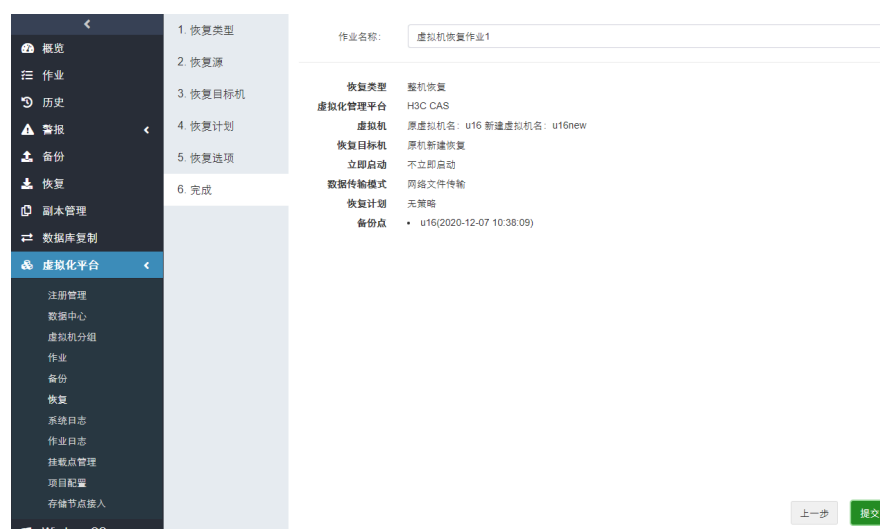 概览
作业
历史
警报
备份
恢复
副本管理
数据库复制
虚拟化平台
注册管理
数据中心
虚拟机分组
作业
备份
恢复
系统日志
作业日志
挂载点管理
项目配置
存储节点接入
1. 恢复类型
2. 恢复源
3. 恢复目标机
4. 恢复计划
5. 恢复选项
6. 完成
作业名称: 虚拟机恢复作业1
恢复类型 整机恢复
虚拟化管理平台 H3C CAS
虚拟机 原虚拟机名: u16 新建虚拟机名: u16new
恢复目标机 原机新建恢复
立即启动 不立即启动
数据传输模式 网络文件传输
恢复计划 无策略
备份点 • u16(2020-12-07 10:38:09)
上一步 提交